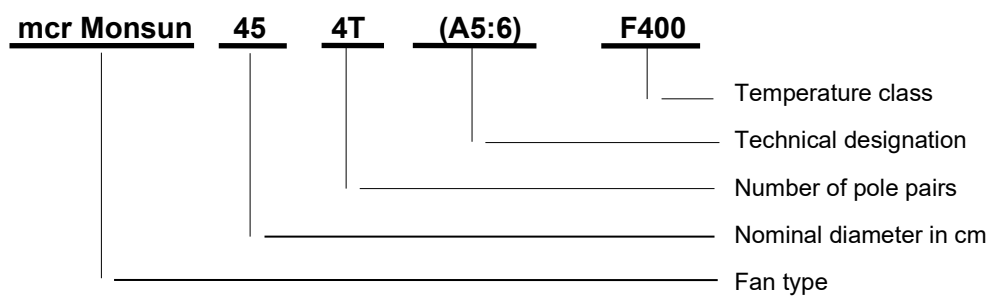 mcr Monsun 45 4T (A5:6) F400
Temperature class
Technical designation
Number of pole pairs
Nominal diameter in cm
Fan type